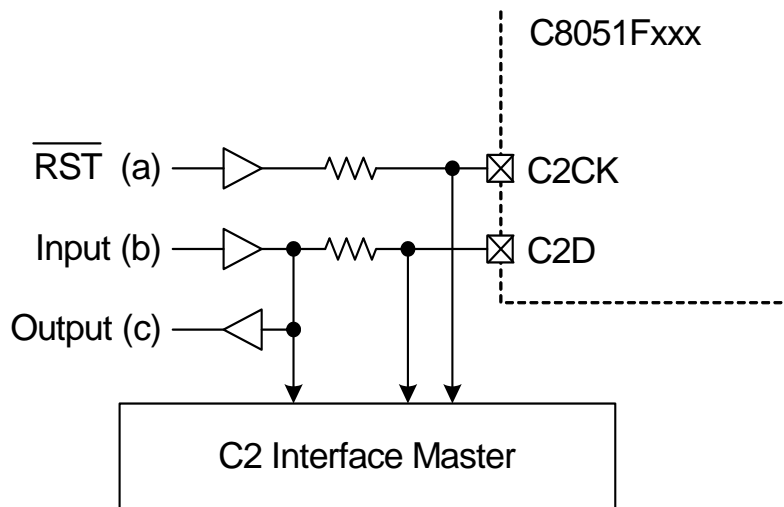 C8051Fxxx
RST (a)
C2CK
Input (b)
C2D
Output (c)
C2 Interface Master